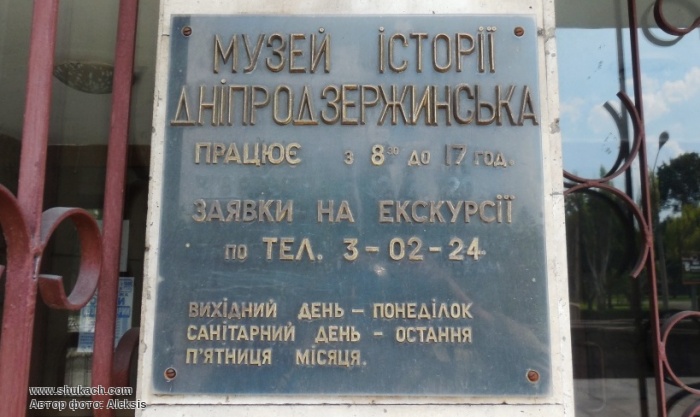 МУЗЕЙ ІСТОРІЇ
ДНІПРОДЗЕРЖИНСЬКА
ПРАЦЮЄ З 8³⁰ ДО 17 ГОД.
ЗАЯВКИ НА ЕКСКУРСІЇ
ПО ТЕЛ. 3-02-24
ВИХІДНИЙ ДЕНЬ – ПОНЕДІЛОК
САНІТАРНИЙ ДЕНЬ – ОСТАННЯ
П'ЯТНИЦЯ МІСЯЦЯ.
www.shukach.com
Автор фото: Aleksis